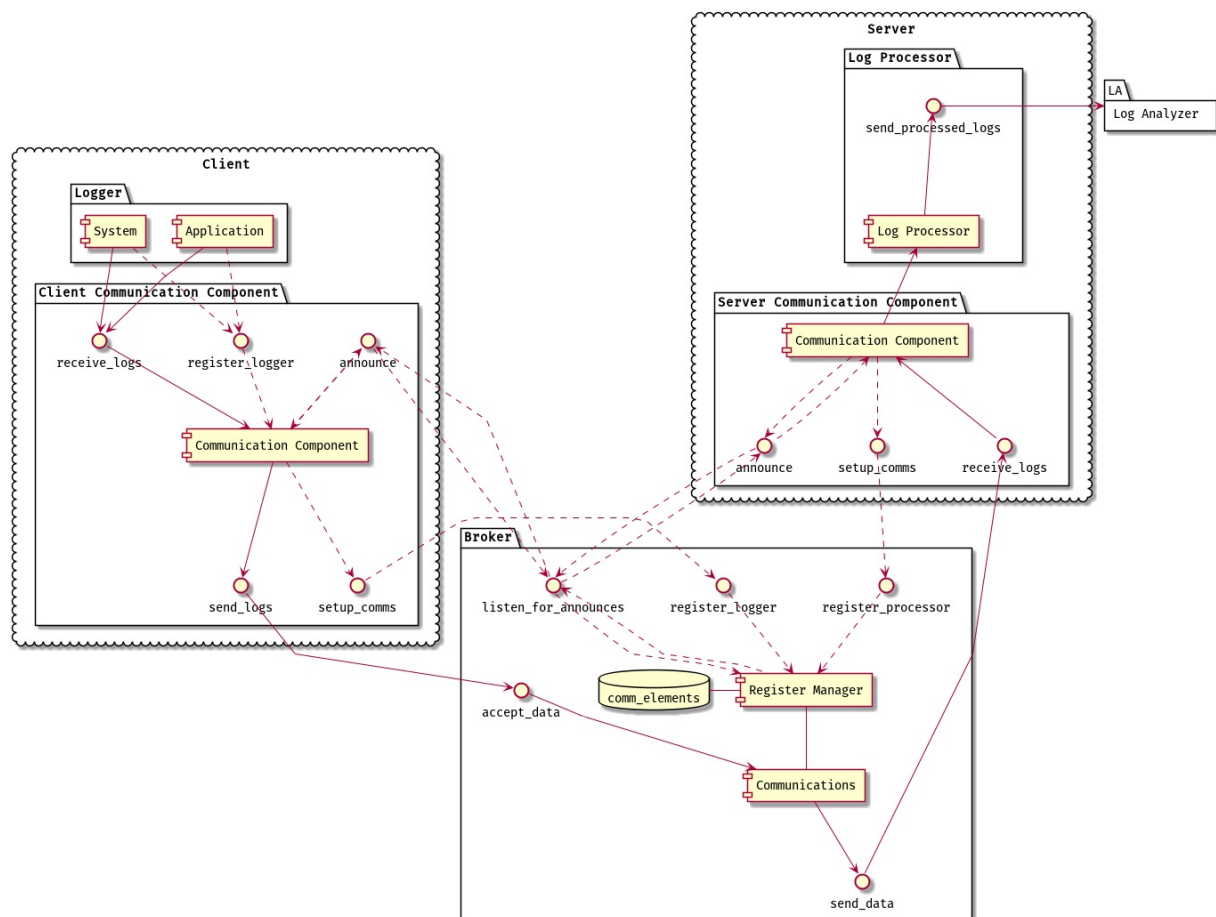 Server
Log Processor
send_processed_logs
LA
Log Analyzer
Log Processor
Client
Logger
System
Application
Client Communication Component
receive_logs
register_logger
announce
Communication Component
send_logs
setup_comms
Server Communication Component
Communication Component
announce
setup_comms
receive_logs
Broker
listen_for_announces
register_logger
register_processor
accept_data
comm_elements
Register Manager
Communications
send_data